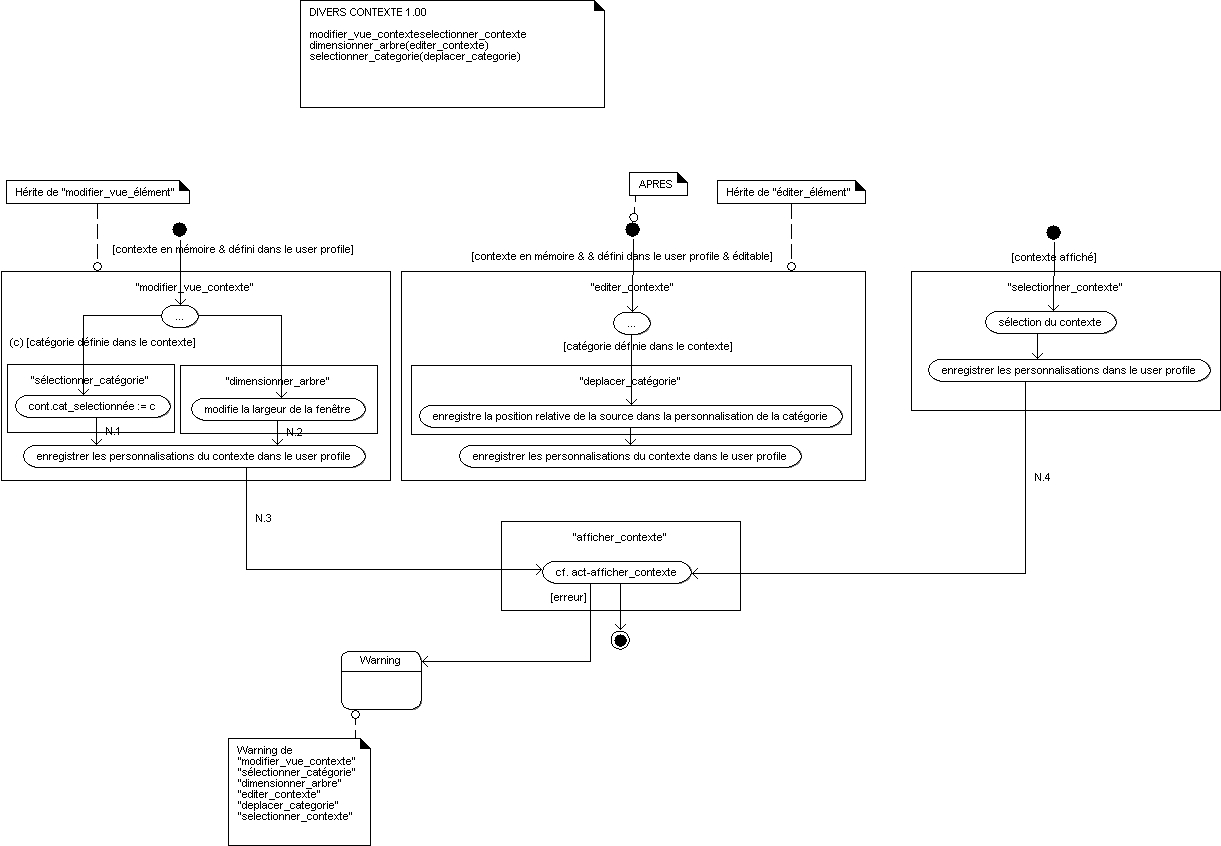 DIVERS CONTEXTE 1.00
modifier_vue_contexteselectionner_contexte
dimensionner_arbre(editer_contexte)
selectionner_categorie(deplacer_categorie)
Hérite de "modifier_vue_élément"
APRES
Hérite de "éditer_élément"
[contexte en mémoire & défini dans le user profile]
[contexte en mémoire & & défini dans le user profile & éditable]
[contexte affiché]
"modifier_vue_contexte"
...
(c) [catégorie définie dans le contexte]
"sélectionner_catégorie"
cont.cat_selectionnée := c
"dimensionner_arbre"
modifie la largeur de la fenêtre
N.1
N.2
enregistrer les personnalisations du contexte dans le user profile
"editer_contexte"
...
[catégorie définie dans le contexte]
"deplacer_catégorie"
enregistre la position relative de la source dans la personnalisation de la catégorie
enregistrer les personnalisations du contexte dans le user profile
"selectionner_contexte"
sélection du contexte
enregistrer les personalisations dans le user profile
N.3
N.4
"afficher_contexte"
cf. act-afficher_contexte
[erreur]
Warning
Warning de
"modifier_vue_contexte"
"sélectionner_catégorie"
"dimensionner_arbre"
"editer_contexte"
"deplacer_categorie"
"selectionner_contexte"